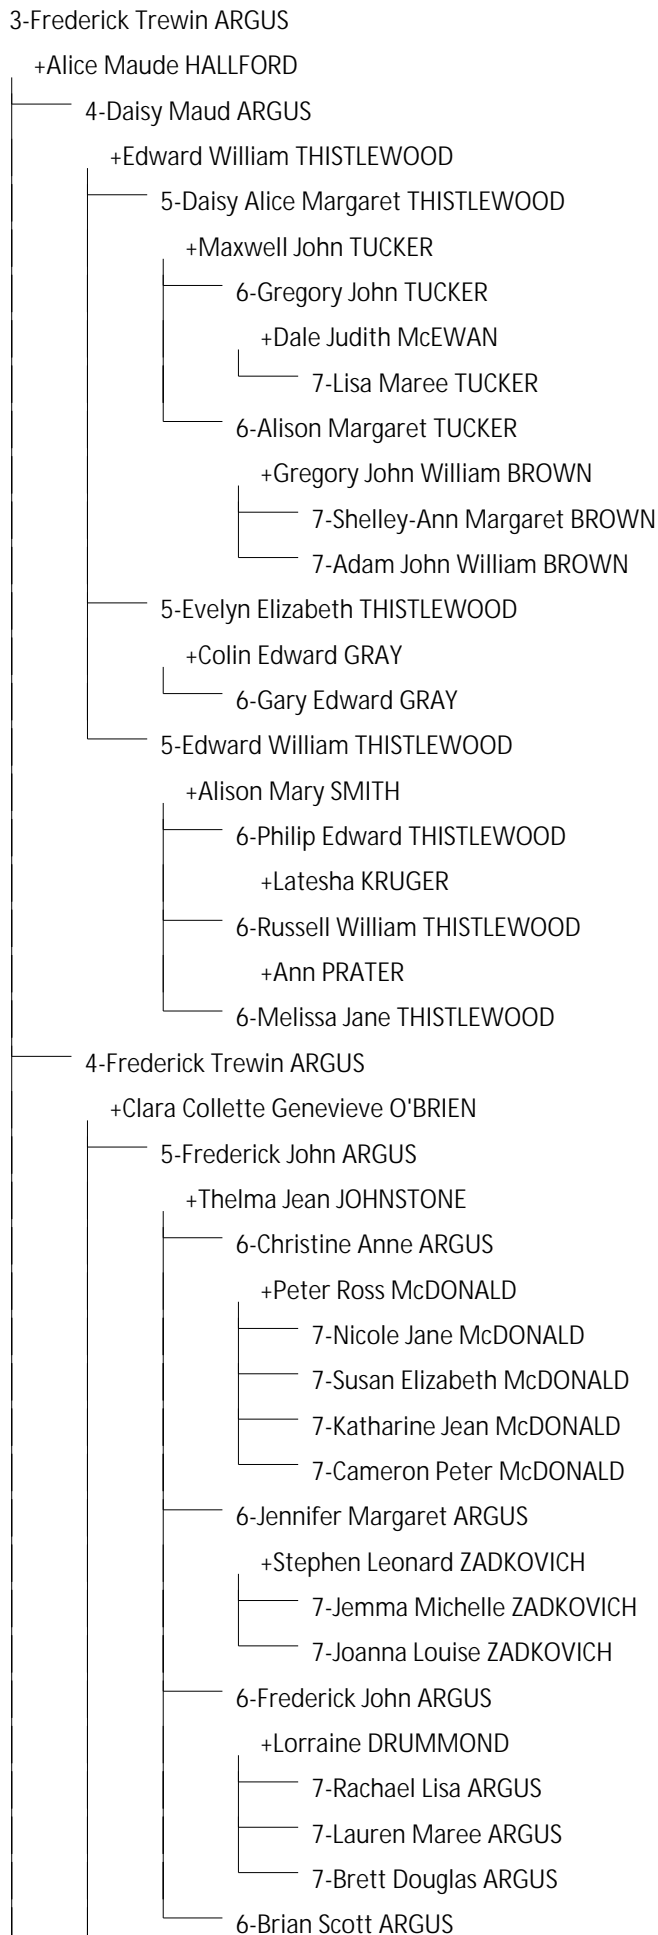 3-Frederick Trewin ARGUS
+Alice Maude HALLFORD
4-Daisy Maud ARGUS
+Edward William THISTLEWOOD
5-Daisy Alice Margaret THISTLEWOOD
+Maxwell John TUCKER
6-Gregory John TUCKER
+Dale Judith McEWAN
7-Lisa Maree TUCKER
6-Alison Margaret TUCKER
+Gregory John William BROWN
7-Shelley-Ann Margaret BROWN
7-Adam John William BROWN
5-Evelyn Elizabeth THISTLEWOOD
+Colin Edward GRAY
6-Gary Edward GRAY
5-Edward William THISTLEWOOD
+Alison Mary SMITH
6-Philip Edward THISTLEWOOD
+Latesha KRUGER
6-Russell William THISTLEWOOD
+Ann PRATER
6-Melissa Jane THISTLEWOOD
4-Frederick Trewin ARGUS
+Clara Collette Genevieve O'BRIEN
5-Frederick John ARGUS
+Thelma Jean JOHNSTONE
6-Christine Anne ARGUS
+Peter Ross McDONALD
7-Nicole Jane McDONALD
7-Susan Elizabeth McDONALD
7-Katharine Jean McDONALD
7-Cameron Peter McDONALD
6-Jennifer Margaret ARGUS
+Stephen Leonard ZADKOVICH
7-Jemma Michelle ZADKOVICH
7-Joanna Louise ZADKOVICH
6-Frederick John ARGUS
+Lorraine DRUMMOND
7-Rachael Lisa ARGUS
7-Lauren Maree ARGUS
7-Brett Douglas ARGUS
6-Brian Scott ARGUS